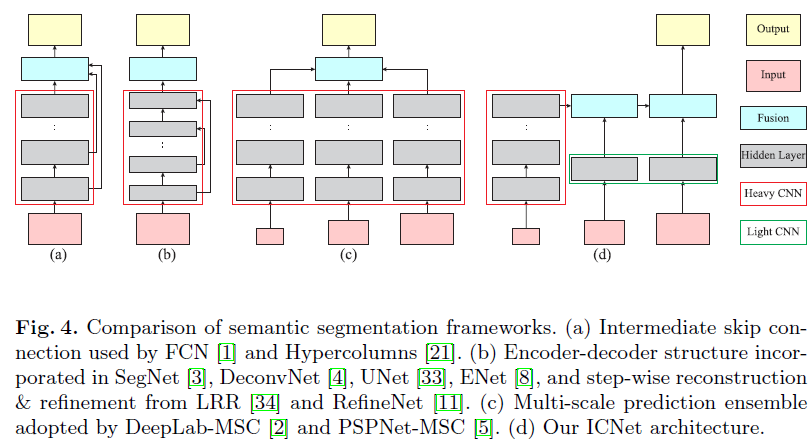 Output
Input
Fusion
Hidden Layer
Heavy CNN
Light CNN
(a)
(b)
(c)
(d)
Fig. 4. Comparison of semantic segmentation frameworks. (a) Intermediate skip con-
nection used by FCN [1] and Hypercolumns [21]. (b) Encoder-decoder structure incor-
porated in SegNet [3], DeconvNet [4], UNet [33], ENet [8], and step-wise reconstruction
& refinement from LRR [34] and RefineNet [11]. (c) Multi-scale prediction ensemble
adopted by DeepLab-MSC [2] and PSPNet-MSC [5]. (d) Our ICNet architecture.